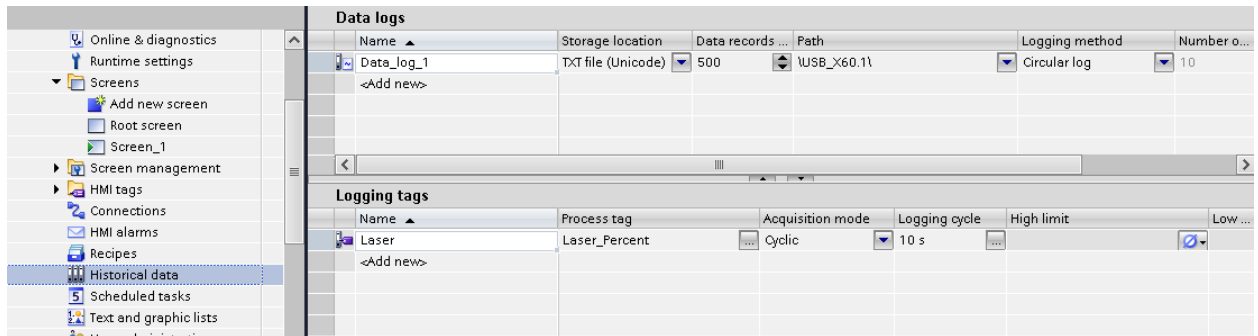 Online & diagnostics
Runtime settings
Screens
Add new screen
Root screen
Screen_1
Screen management
HMI tags
Connections
HMI alarms
Recipes
Historical data
Scheduled tasks
Text and graphic lists
Data logs
Name Storage location Data records ... Path Logging method Number o...
Data_log_1 TXT file (Unicode) 500 \USB_X60.1\ Circular log 10
<Add new>
Logging tags
Name Process tag Acquisition mode Logging cycle High limit Low ...
Laser Laser_Percent ... Cyclic 10 s ...
<Add new>